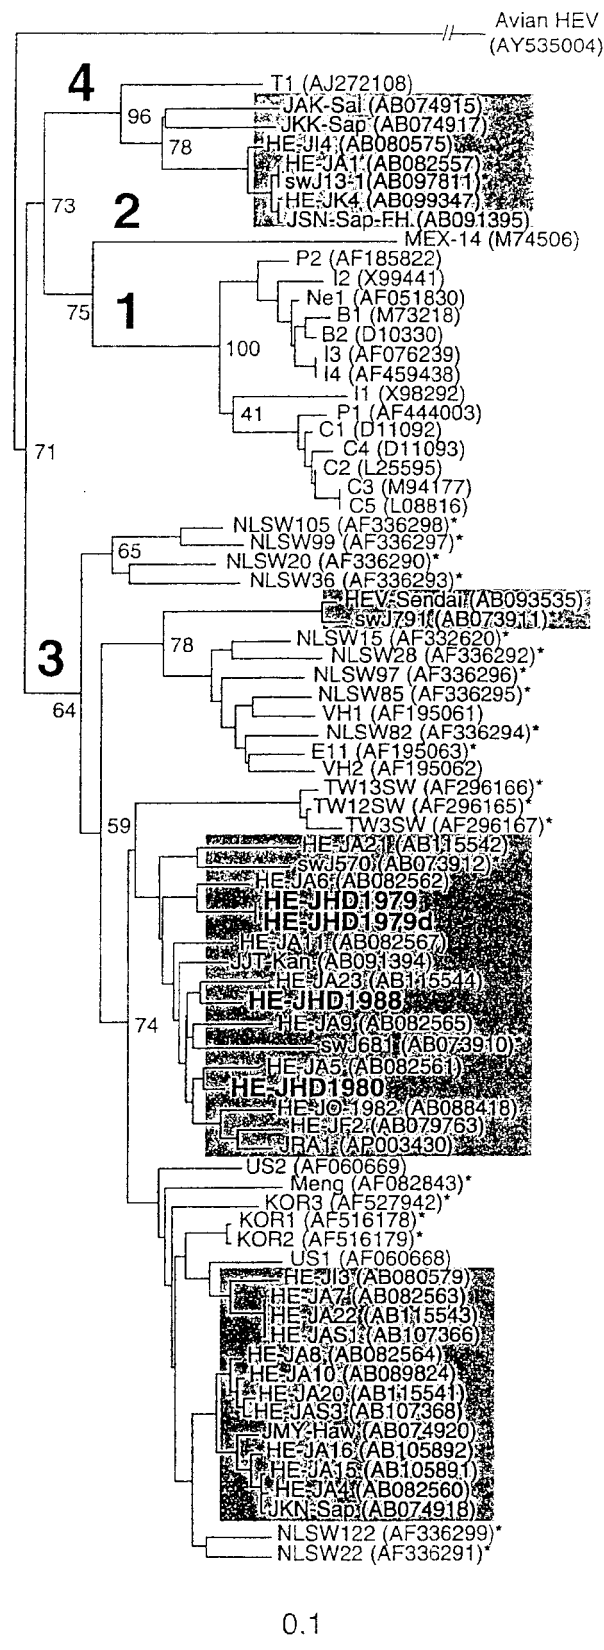 Avian HEV
(AY535004)
4
T1 (AJ272108)
96
JAK-Sai (AB074915)
JKK-Sap (AB074917)
78
HE-JI4 (AB080575)
HE-JA1 (AB082557)
swJ13-1 (AB097811)*
HE-JK4 (AB099347)
JSN-Sap-FH (AB091395)
73
2
MEX-14 (M74506)
P2 (AF185822)
I2 (X99441)
Ne1 (AF051830)
75
1
B1 (M73218)
B2 (D10330)
100
I3 (AF076239)
I4 (AF459438)
I1 (X98292)
41
P1 (AF444003)
C1 (D11092)
71
C4 (D11093)
C2 (L25595)
C3 (M94177)
C5 (L08816)
NLSW105 (AF336298)*
65
NLSW99 (AF336297)*
NLSW20 (AF336290)*
NLSW36 (AF336293)*
HEV-Sendai (AB093535)
swJ791 (AB073911)*
78
NLSW15 (AF332620)*
3
NLSW28 (AF336292)*
NLSW97 (AF336296)*
NLSW85 (AF336295)*
64
VH1 (AF195061)
NLSW82 (AF336294)*
E11 (AF195063)*
VH2 (AF195062)
TW13SW (AF296166)*
TW12SW (AF296165)*
59
TW3SW (AF296167)*
HE-JA21 (AB115542)
swJ570 (AB073912)*
HE-JA6 (AB082562)
HE-JHD1979
HE-JHD1979d
HE-JA11 (AB082567)
JJT-Kan (AB091394)
HE-JA23 (AB115544)
HE-JHD1988
74
HE-JA9 (AB082565)
swJ681 (AB073910)*
HE-JA5 (AB082561)
HE-JHD1980
HE-JO-1982 (AB088418)
HE-JF2 (AB079763)
JRA1 (AP003430)
US2 (AF060669)
Meng (AF082843)*
KOR3 (AF527942)*
KOR1 (AF516178)*
KOR2 (AF516179)*
US1 (AF060668)
HE-JI3 (AB080579)
HE-JA7 (AB082563)
HE-JA22 (AB115543)
HE-JAS1 (AB107366)
HE-JA8 (AB082564)
HE-JA10 (AB089824)
HE-JA20 (AB115541)
HE-JAS3 (AB107368)
JMY-Haw (AB074920)
HE-JA16 (AB105892)
HE-JA15 (AB105891)
HE-JA4 (AB082560)
JKN-Sap (AB074918)
NLSW122 (AF336299)*
NLSW22 (AF336291)*
0.1